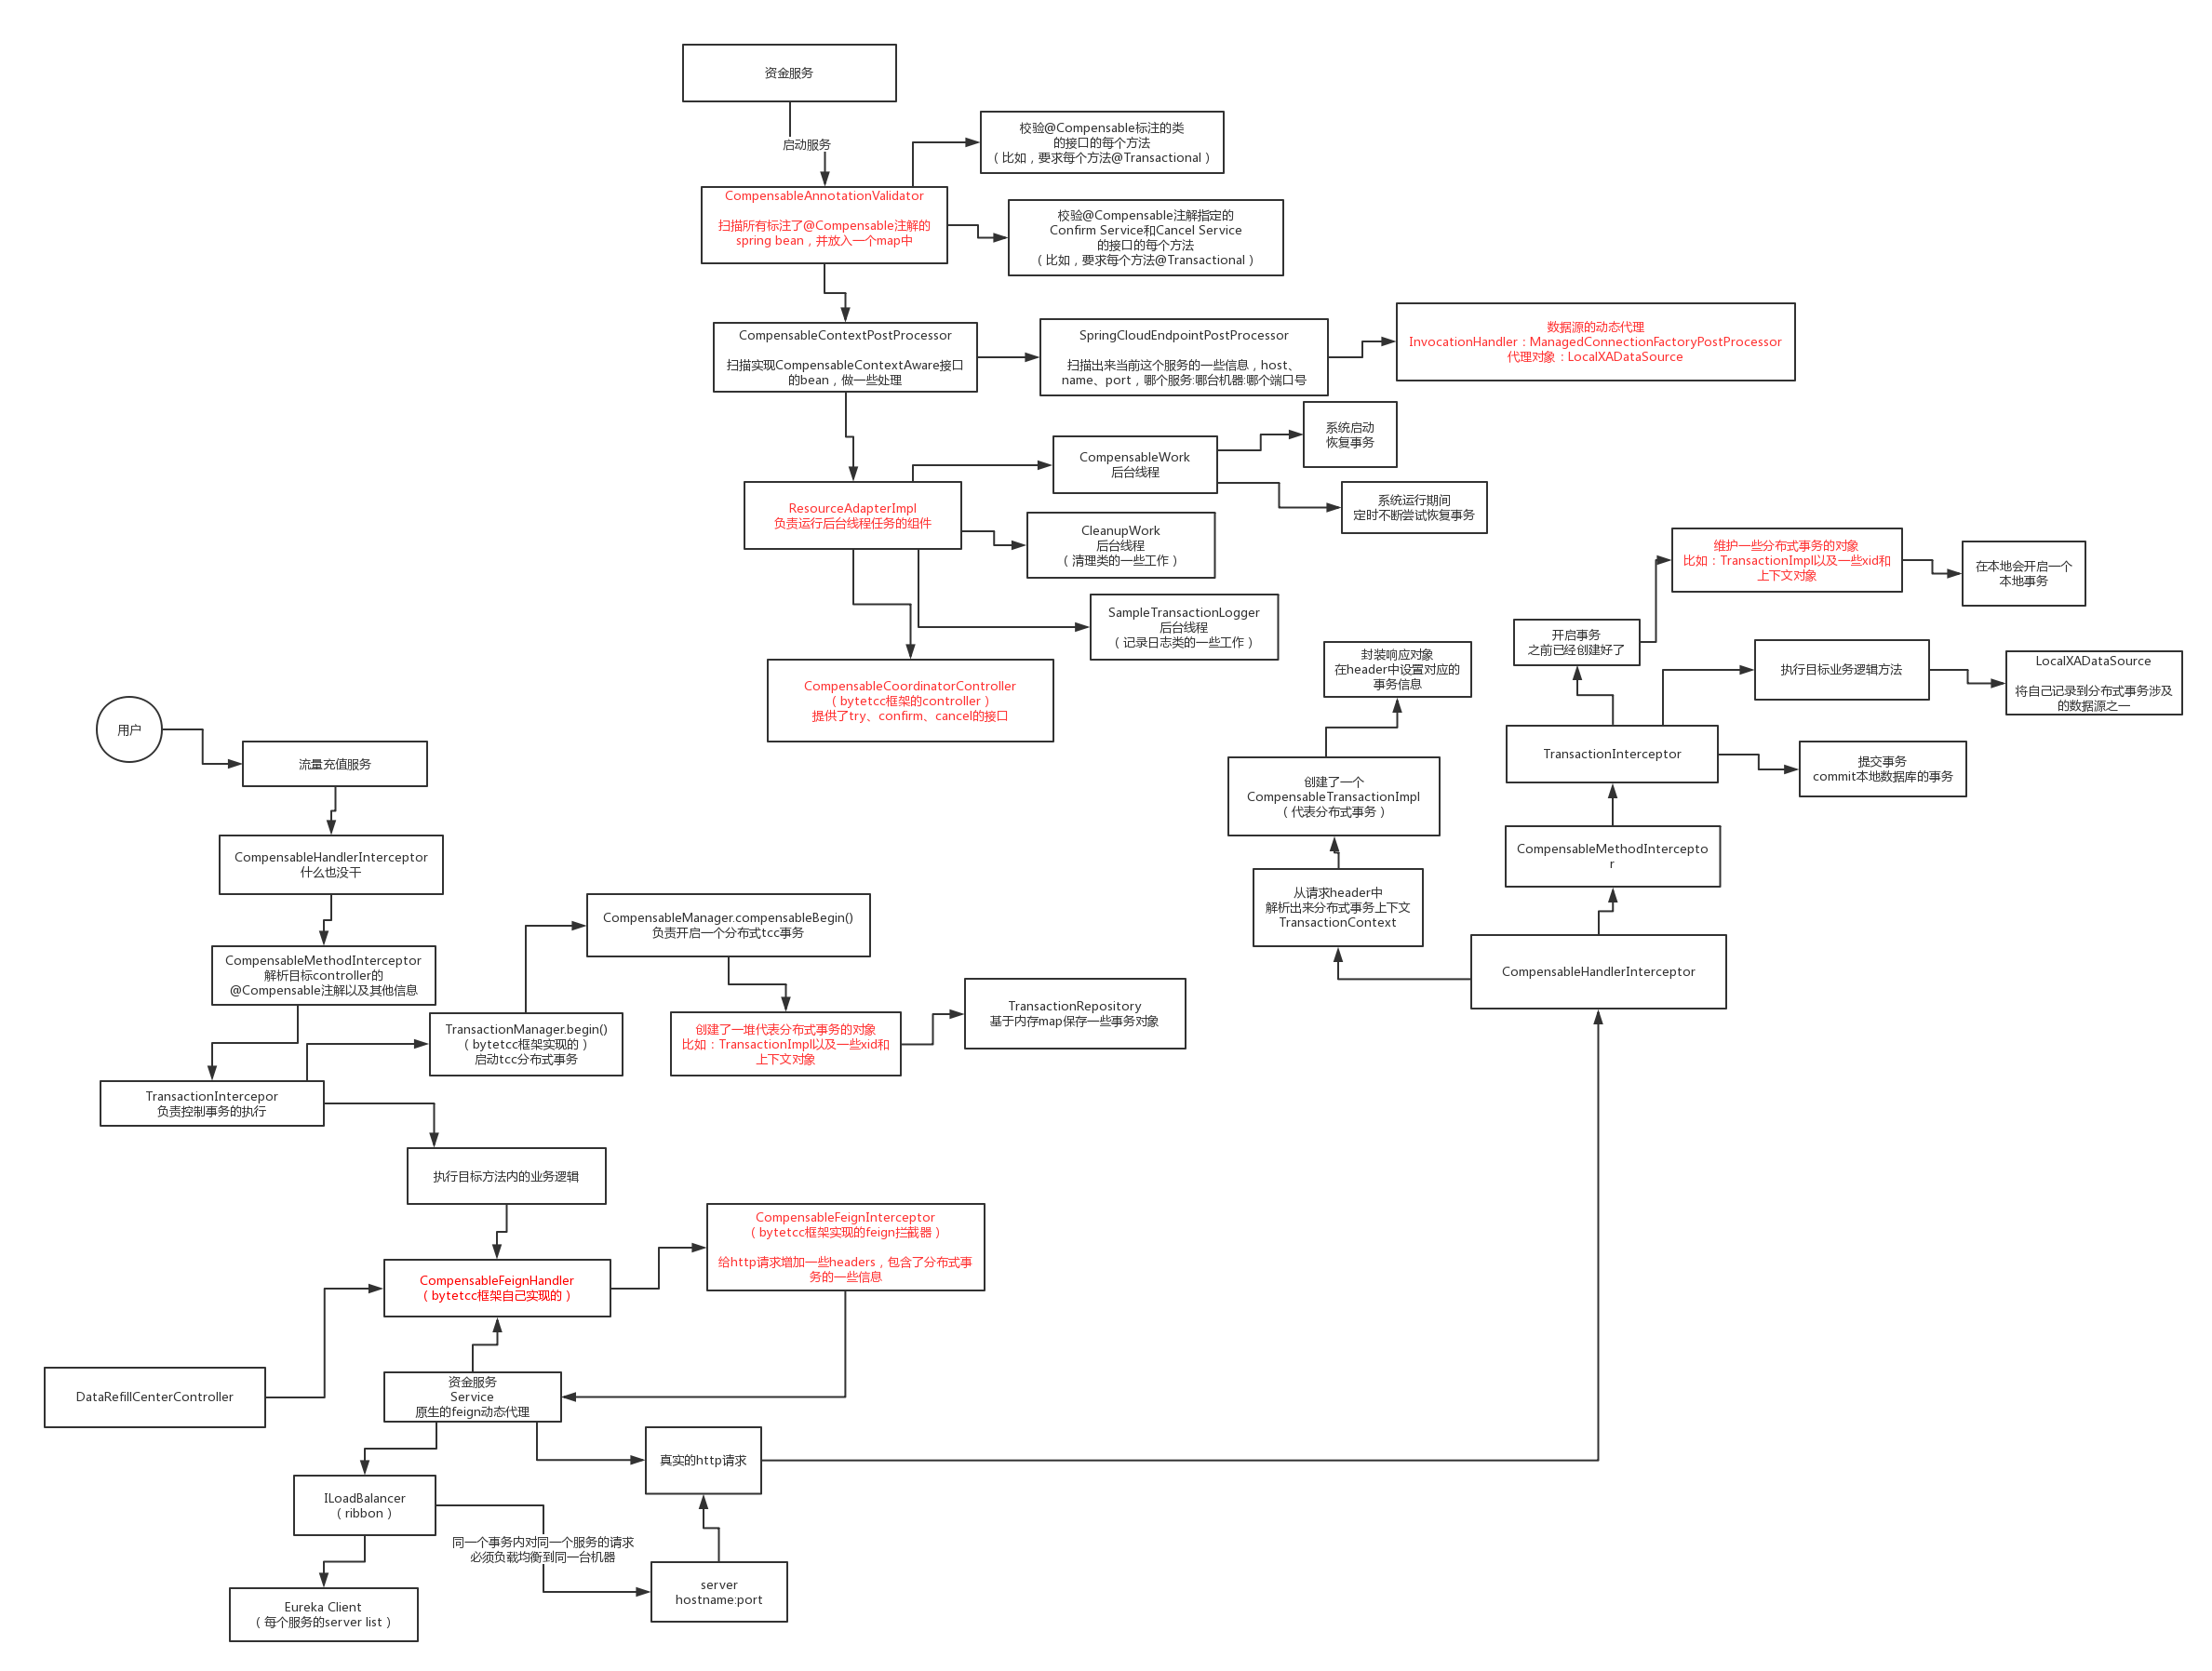 资金服务
启动服务
校验@Compensable标注的类
的接口的每个方法
（比如，要求每个方法@Transactional）
CompensableAnnotationValidator
扫描所有标注了@Compensable注解的
spring bean，并放入一个map中
校验@Compensable注解指定的
Confirm Service和Cancel Service
的接口的每个方法
（比如，要求每个方法@Transactional）
CompensableContextPostProcessor
扫描实现CompensableContextAware接口
的bean，做一些处理
SpringCloudEndpointPostProcessor
扫描出来当前这个服务的一些信息，host、
name、port，哪个服务:哪台机器:哪个端口号
数据源的动态代理
InvocationHandler：ManagedConnectionFactoryPostProcessor
代理对象：LocalXADataSource
系统启动
恢复事务
CompensableWork
后台线程
系统运行期间
定时不断尝试恢复事务
ResourceAdapterImpl
负责运行后台线程任务的组件
CleanupWork
后台线程
（清理类的一些工作）
SampleTransactionLogger
后台线程
（记录日志类的一些工作）
CompensableCoordinatorController
（bytetcc框架的controller）
提供了try、confirm、cancel的接口
维护一些分布式事务的对象
比如：TransactionImpl以及一些xid和
上下文对象
在本地会开启一个
本地事务
开启事务
之前已经创建好了
执行目标业务逻辑方法
LocalXADataSource
将自己记录到分布式事务涉及
的数据源之一
封装响应对象
在header中设置对应的
事务信息
TransactionInterceptor
提交事务
commit本地数据库的事务
创建了一个
CompensableTransactionImpl
（代表分布式事务）
CompensableMethodIntercepto
r
从请求header中
解析出来分布式事务上下文
TransactionContext
CompensableHandlerInterceptor
用户
流量充值服务
CompensableHandlerInterceptor
什么也没干
CompensableMethodInterceptor
解析目标controller的
@Compensable注解以及其他信息
CompensableManager.compensableBegin()
负责开启一个分布式tcc事务
TransactionManager.begin()
（bytetcc框架实现的）
启动tcc分布式事务
创建了一堆代表分布式事务的对象
比如：TransactionImpl以及一些xid和
上下文对象
TransactionRepository
基于内存map保存一些事务对象
TransactionIntercepor
负责控制事务的执行
执行目标方法内的业务逻辑
CompensableFeignInterceptor
（bytetcc框架实现的feign拦截器）
给http请求增加一些headers，包含了分布式事
务的一些信息
CompensableFeignHandler
（bytetcc框架自己实现的）
DataRefillCenterController
资金服务
Service
原生的feign动态代理
真实的http请求
ILoadBalancer
（ribbon）
同一个事务内对同一个服务的请求
必须负载均衡到同一台机器
server
hostname:port
Eureka Client
（每个服务的server list）